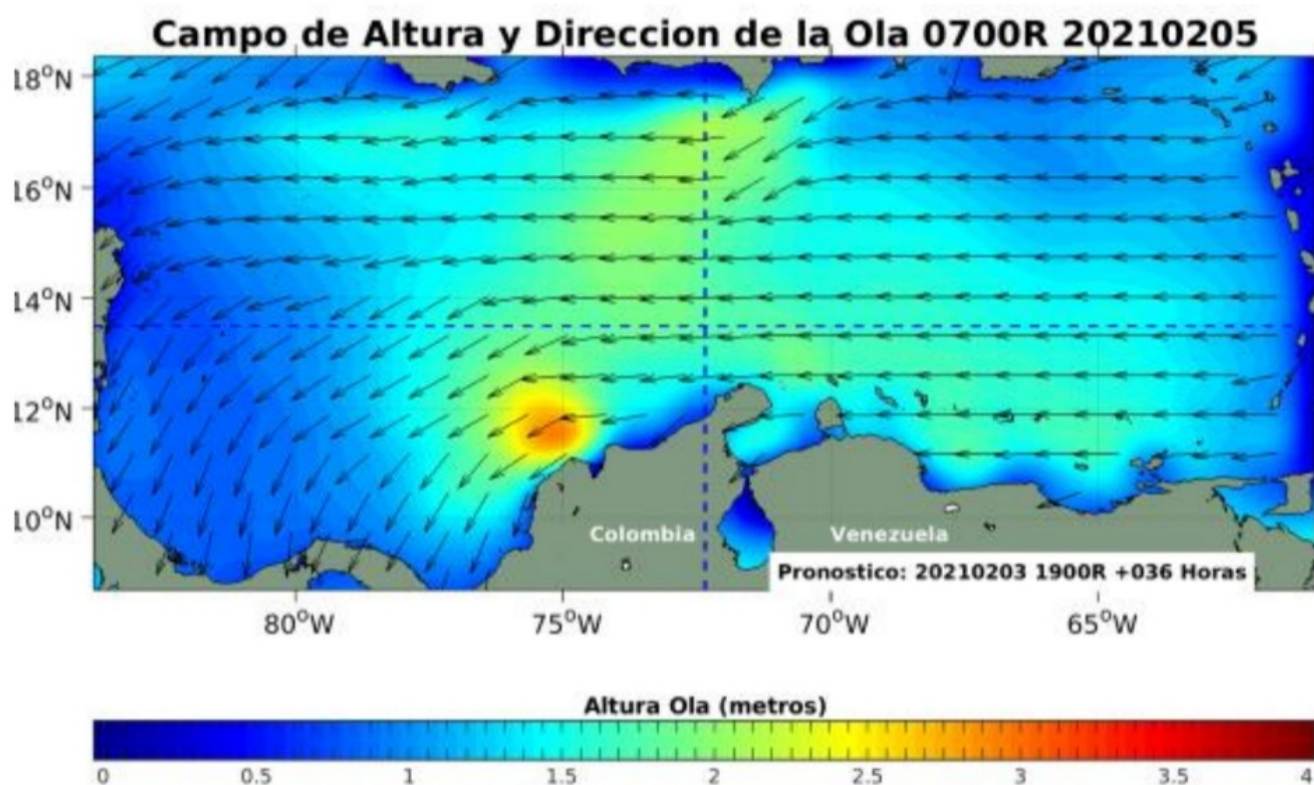 Campo de Altura y Direccion de la Ola 0700R 20210205
18°N
16°N
14°N
12°N
10°N
Colombia
Venezuela
Pronostico: 20210203 1900R +036 Horas
80°W
75°W
70°W
65°W
Altura Ola (metros)
0 0.5 1 1.5 2 2.5 3 3.5 4